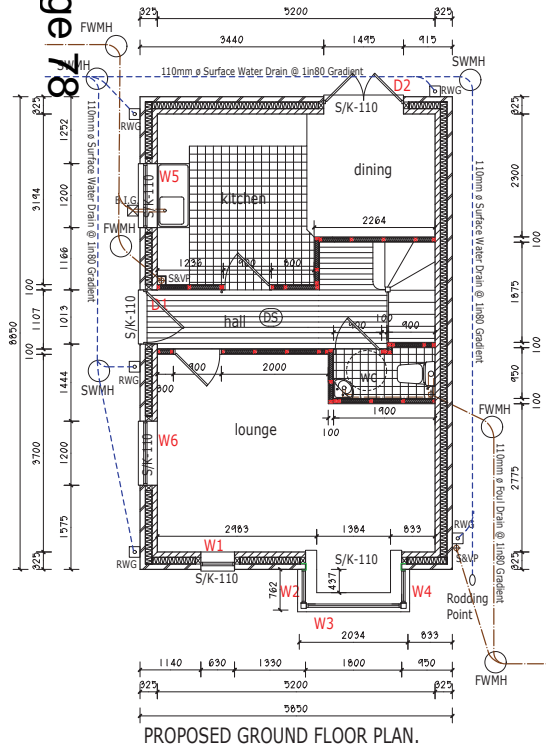 ge 78
325
5200
325
FWMH
3440
1495
915
SWMH
110mm ø Surface Water Drain @ 1in80 Gradient
SWMH
D2
RWG
RWG
S/K-110
325
1252
3194
1200
1166
100
1107
1013
100
8850
1444
3700
1200
1575
325
110mm ø Surface Water Drain @ 1in80 Gradient
W5
S/K-110
B.I.G.
FWMH
kitchen
dining
2264
1236
900
800
S&VP
D1
S/K-110
hall
DS
100
900
900
WC
RWG
SWMH
300
900
2000
1900
100
lounge
W6
S/K-110
325
2300
100
1875
100
950
100
2775
325
110mm ø Surface Water Drain @ 1in80 Gradient
FWMH
110mm ø Foul Drain @ 1in80 Gradient
2983
1384
833
RWG
W1
S/K-110
S/K-110
RWG
S&VP
762
W2
437
W4
W3
Rodding
Point
2034
833
FWMH
1140
630
1330
1800
950
325
5200
325
5850
PROPOSED GROUND FLOOR PLAN.